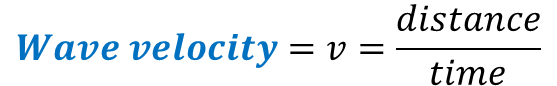 Wave velocity = v = distance / time